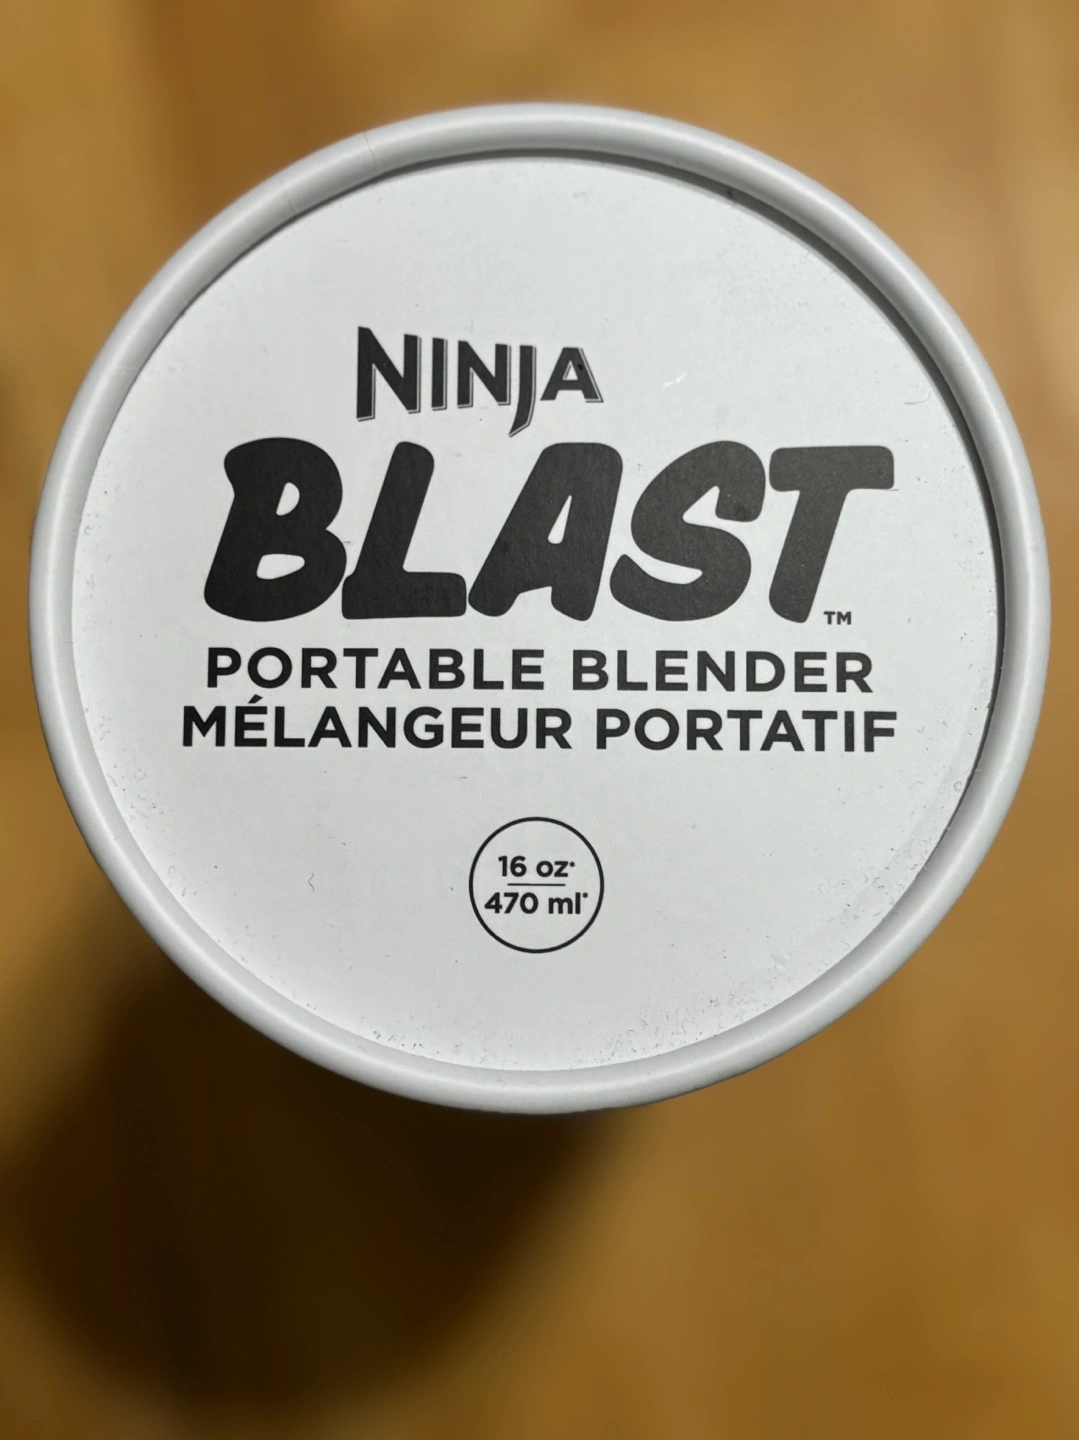 NINJA
BLAST™
PORTABLE BLENDER
MÉLANGEUR PORTATIF
16 oz*
470 ml*